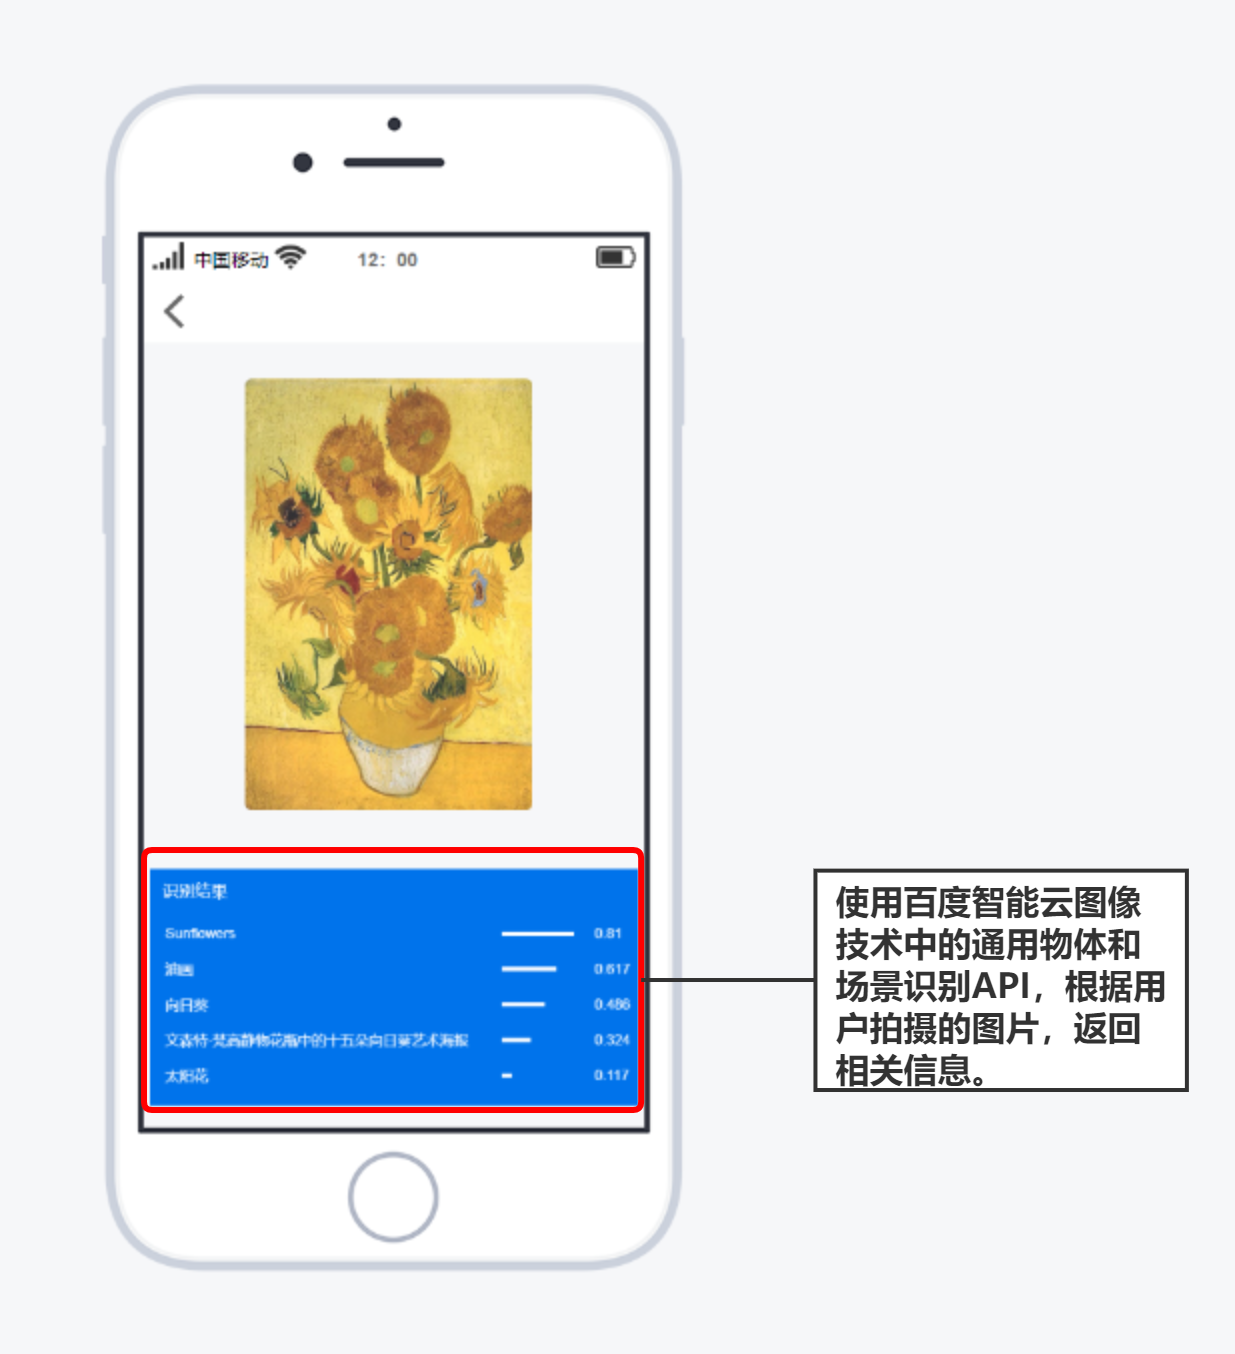 中国移动
12: 00
识别结果
Sunflowers 0.81
油画 0.617
向日葵 0.486
文森特·梵高静物花瓶中的十五朵向日葵艺术海报 0.324
太阳花 0.117
使用百度智能云图像
技术中的通用物体和
场景识别API，根据用
户拍摄的图片，返回
相关信息。